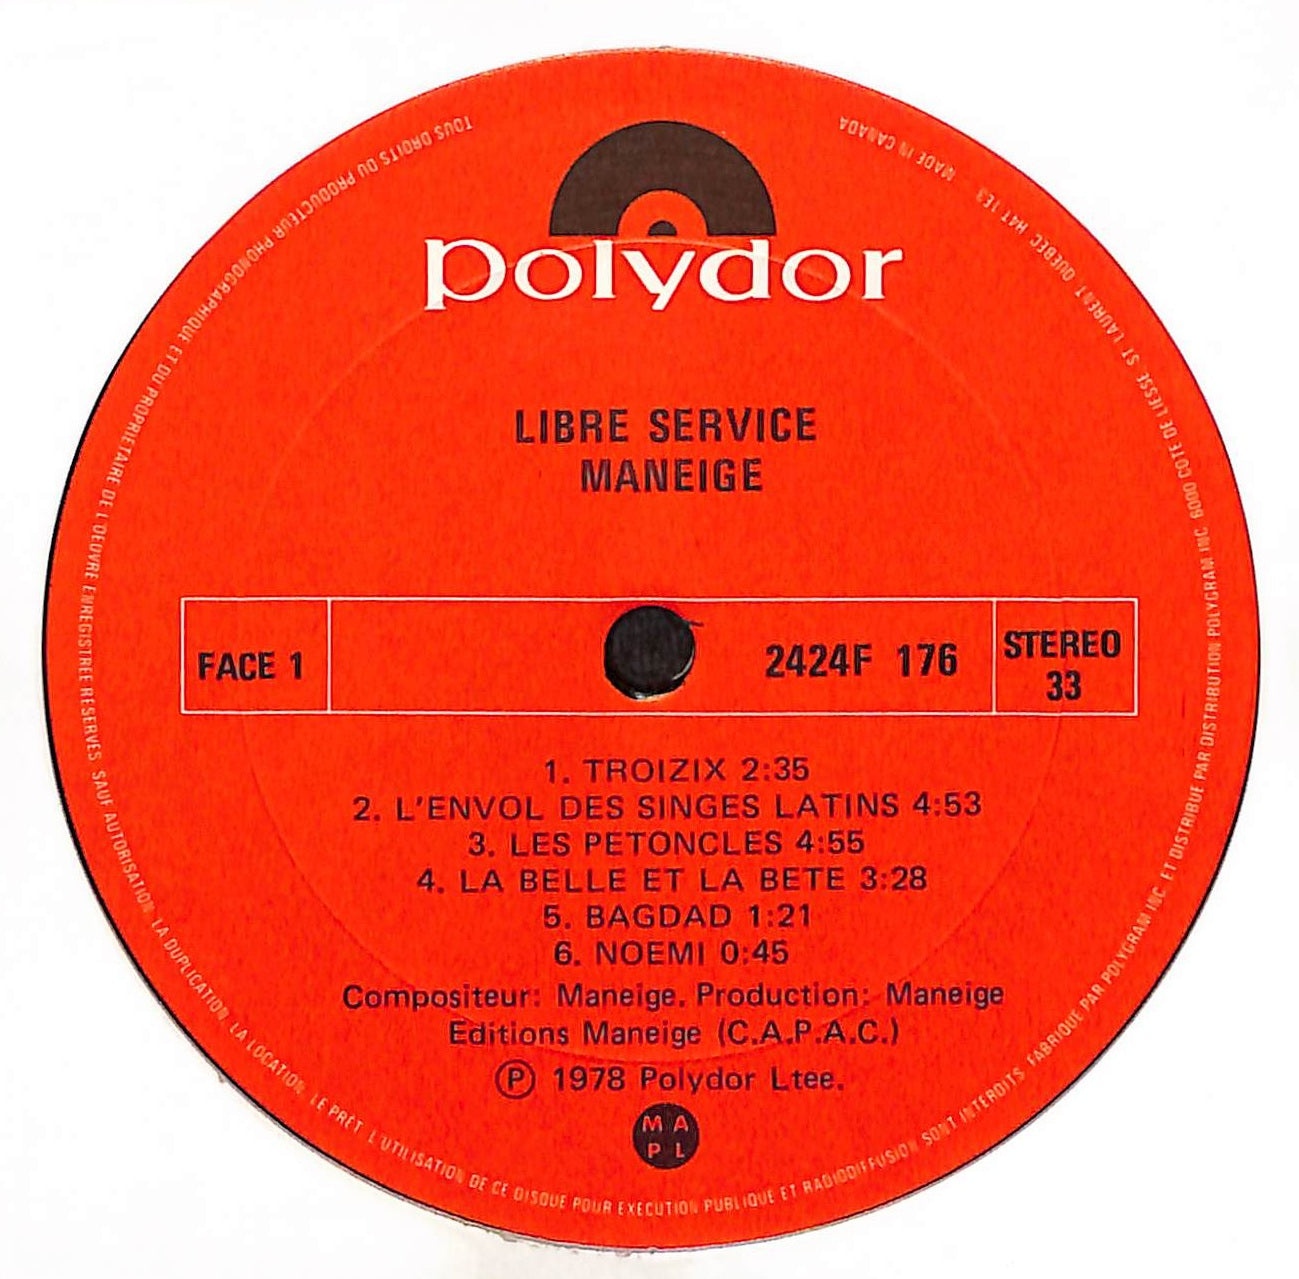 polydor
LIBRE SERVICE
MANEIGE
FACE 1
2424F 176
STEREO
33
1. TROIZIX 2:35
2. L'ENVOL DES SINGES LATINS 4:53
3. LES PETONCLES 4:55
4. LA BELLE ET LA BETE 3:28
5. BAGDAD 1:21
6. NOEMI 0:45
Compositeur: Maneige. Production: Maneige
Editions Maneige (C.A.P.A.C.)
Ⓟ 1978 Polydor Ltee.
M A
P L
TOUS DROITS DU PRODUCTEUR PHONOGRAPHIQUE ET DU PROPRIETAIRE DE L'OEUVRE ENREGISTREE RESERVES. SAUF AUTORISATION, LA DUPLICATION, LA LOCATION, LE PRÊT, L'UTILISATION DE CE DISQUE POUR EXECUTION PUBLIQUE ET RADIODIFFUSION SONT INTERDITS. FABRIQUE PAR POLYGRAM INC. ET DISTRIBUE PAR DISTRIBUTION POLYGRAM INC. 6000 COTE DE LIESSE ST LAURENT QUEBEC H4T 1E3 MADE IN CANADA